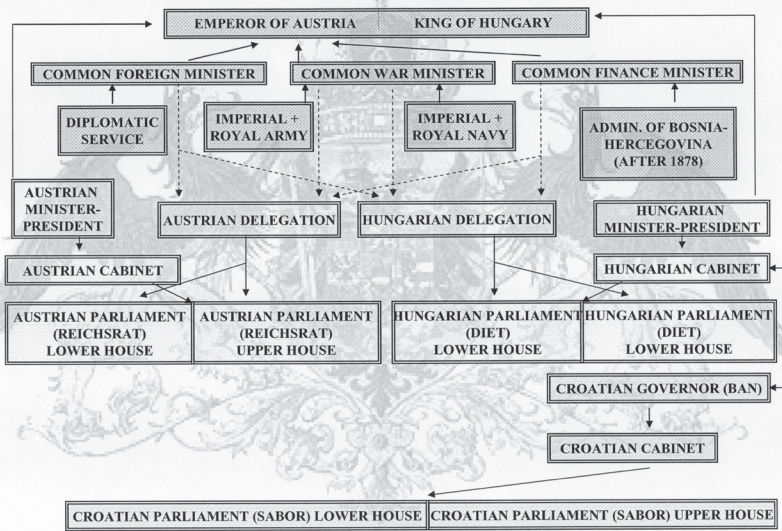 EMPEROR OF AUSTRIA KING OF HUNGARY
COMMON FOREIGN MINISTER
COMMON WAR MINISTER
COMMON FINANCE MINISTER
DIPLOMATIC
SERVICE
IMPERIAL +
ROYAL ARMY
IMPERIAL +
ROYAL NAVY
ADMIN. OF BOSNIA-
HERCEGOVINA
(AFTER 1878)
AUSTRIAN
MINISTER-
PRESIDENT
AUSTRIAN DELEGATION
HUNGARIAN DELEGATION
HUNGARIAN
MINISTER-PRESIDENT
AUSTRIAN CABINET
HUNGARIAN CABINET
AUSTRIAN PARLIAMENT
(REICHSRAT)
LOWER HOUSE
AUSTRIAN PARLIAMENT
(REICHSRAT)
UPPER HOUSE
HUNGARIAN PARLIAMENT
(DIET)
LOWER HOUSE
HUNGARIAN PARLIAMENT
(DIET)
LOWER HOUSE
CROATIAN GOVERNOR (BAN)
CROATIAN CABINET
CROATIAN PARLIAMENT (SABOR) LOWER HOUSE
CROATIAN PARLIAMENT (SABOR) UPPER HOUSE